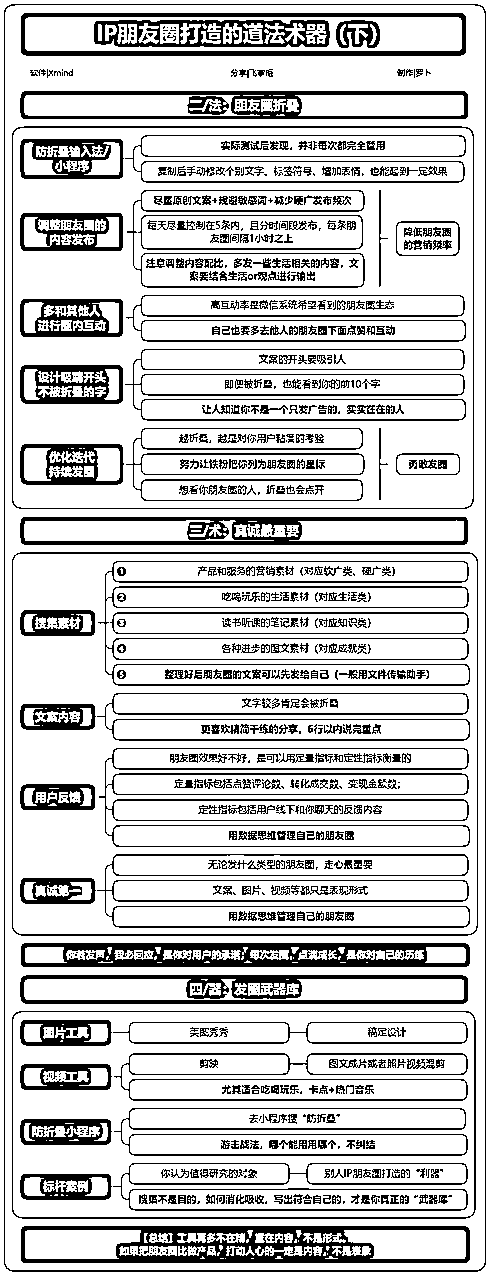 IP朋友圈打造的道法术器（下）
软件|Xmind
分享|飞掌柜
制作|罗卜
二/法：朋友圈折叠
防折叠输入法/
小程序
实际测试后发现，并非每次都完全管用
复制后手动修改个别文字、标签符号、增加表情，也能起到一定效果
调整朋友圈的
内容发布
尽量原创文案+规避敏感词+减少硬广发布频次
每天尽量控制在5条内，且分时间段发布，每条朋
友圈间隔1小时之上
注意调整内容配比，多发一些生活相关的内容，文
案要结合生活or观点进行输出
降低朋友圈
的营销频率
多和其他人
进行圈内互动
高互动率是微信系统希望看到的朋友圈生态
自己也要多去他人的朋友圈下面点赞和互动
设计吸睛开头
不被折叠的字
文案的开头要吸引人
即便被折叠，也能看到你的前10个字
让人知道你不是一个只发广告的，实实在在的人
优化迭代
持续发圈
越折叠，越是对你用户粘度的考验
努力让铁粉把你列为朋友圈的星标
想看你朋友圈的人，折叠也会点开
勇敢发圈
三/术：真诚最重要
搜集素材
❶ 产品和服务的营销素材（对应软广类、硬广类）
❷ 吃喝玩乐的生活素材（对应生活类）
❸ 读书听课的笔记素材（对应知识类）
❹ 各种进步的图文素材（对应成就类）
❺ 整理好后朋友圈的文案可以先发给自己（一般用文件传输助手）
文案内容
文字较多肯定会被折叠
更喜欢精简干练的分享，6行以内说完重点
用户反馈
朋友圈效果好不好，是可以用定量指标和定性指标衡量的
定量指标包括点赞评论数、转化成交数、变现金额数；
定性指标包括用户线下和你聊天的反馈内容
用数据思维管理自己的朋友圈
真诚第一
无论发什么类型的朋友圈，走心最重要
文案、图片、视频等都只是表现形式
用数据思维管理自己的朋友圈
你若发声，我必回应，是你对用户的承诺；每次发圈，点滴成长，是你对自己的历练
四/器：发圈武器库
图片工具
美图秀秀
稿定设计
视频工具
剪映
图文成片或者照片视频混剪
尤其适合吃喝玩乐，卡点+热门音乐
防折叠小程序
去小程序搜“防折叠”
游击战法，哪个能用用哪个，不纠结
标杆案例
你认为值得研究的对象
别人IP朋友圈打造的“利器”
搜集不是目的，如何消化吸收，写出符合自己的，才是你真正的“武器库”
【总结】工具再多不在精，重在内容，不是形式。
如果把朋友圈比做产品，打动人心的一定是内容，不是表象